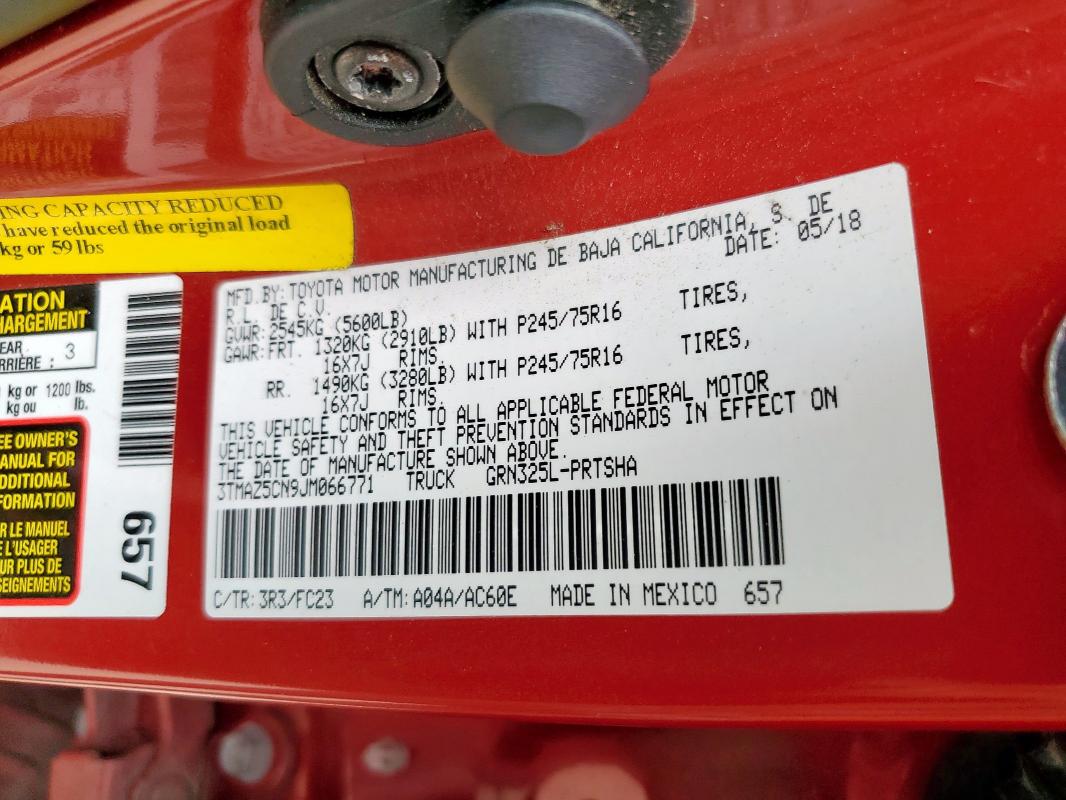 ING CAPACITY REDUCED
have reduced the original load
kg or 59 lbs
ATION
HARGEMENT
EAR
RRIÈRE : 3
kg or 1200 lbs.
kg ou lb.
EE OWNER'S
ANUAL FOR
DDITIONAL
FORMATION
R LE MANUEL
E L'USAGER
UR PLUS DE
SEIGNEMENTS
657
MFD.BY: TOYOTA MOTOR MANUFACTURING DE BAJA CALIFORNIA, S. DE
R.L. DE C.V. DATE: 05/18
GVWR: 2545KG (5600LB)
GAWR: FRT. 1320KG (2910LB) WITH P245/75R16 TIRES,
16X7J RIMS.
RR. 1490KG (3280LB) WITH P245/75R16 TIRES,
16X7J RIMS.
THIS VEHICLE CONFORMS TO ALL APPLICABLE FEDERAL MOTOR
VEHICLE SAFETY AND THEFT PREVENTION STANDARDS IN EFFECT ON
THE DATE OF MANUFACTURE SHOWN ABOVE.
3TMAZ5CN9JM066771 TRUCK GRN325L-PRTSHA
C/TR: 3R3/FC23 A/TM: A04A/AC60E MADE IN MEXICO 657